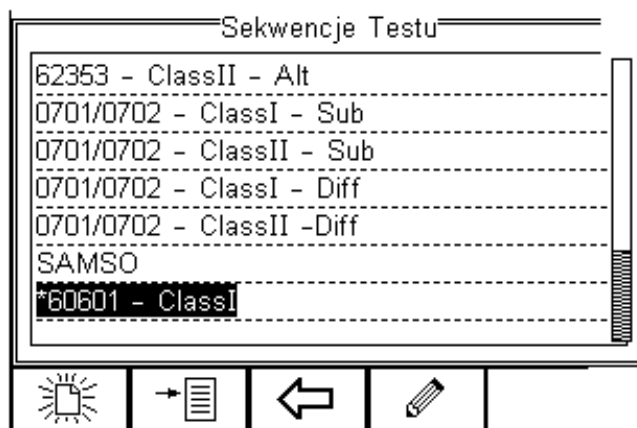 Sekwencje Testu
62353 - ClassII - Alt
0701/0702 - ClassI - Sub
0701/0702 - ClassII - Sub
0701/0702 - ClassI - Diff
0701/0702 - ClassII -Diff
SAMSO
*60601 - ClassI